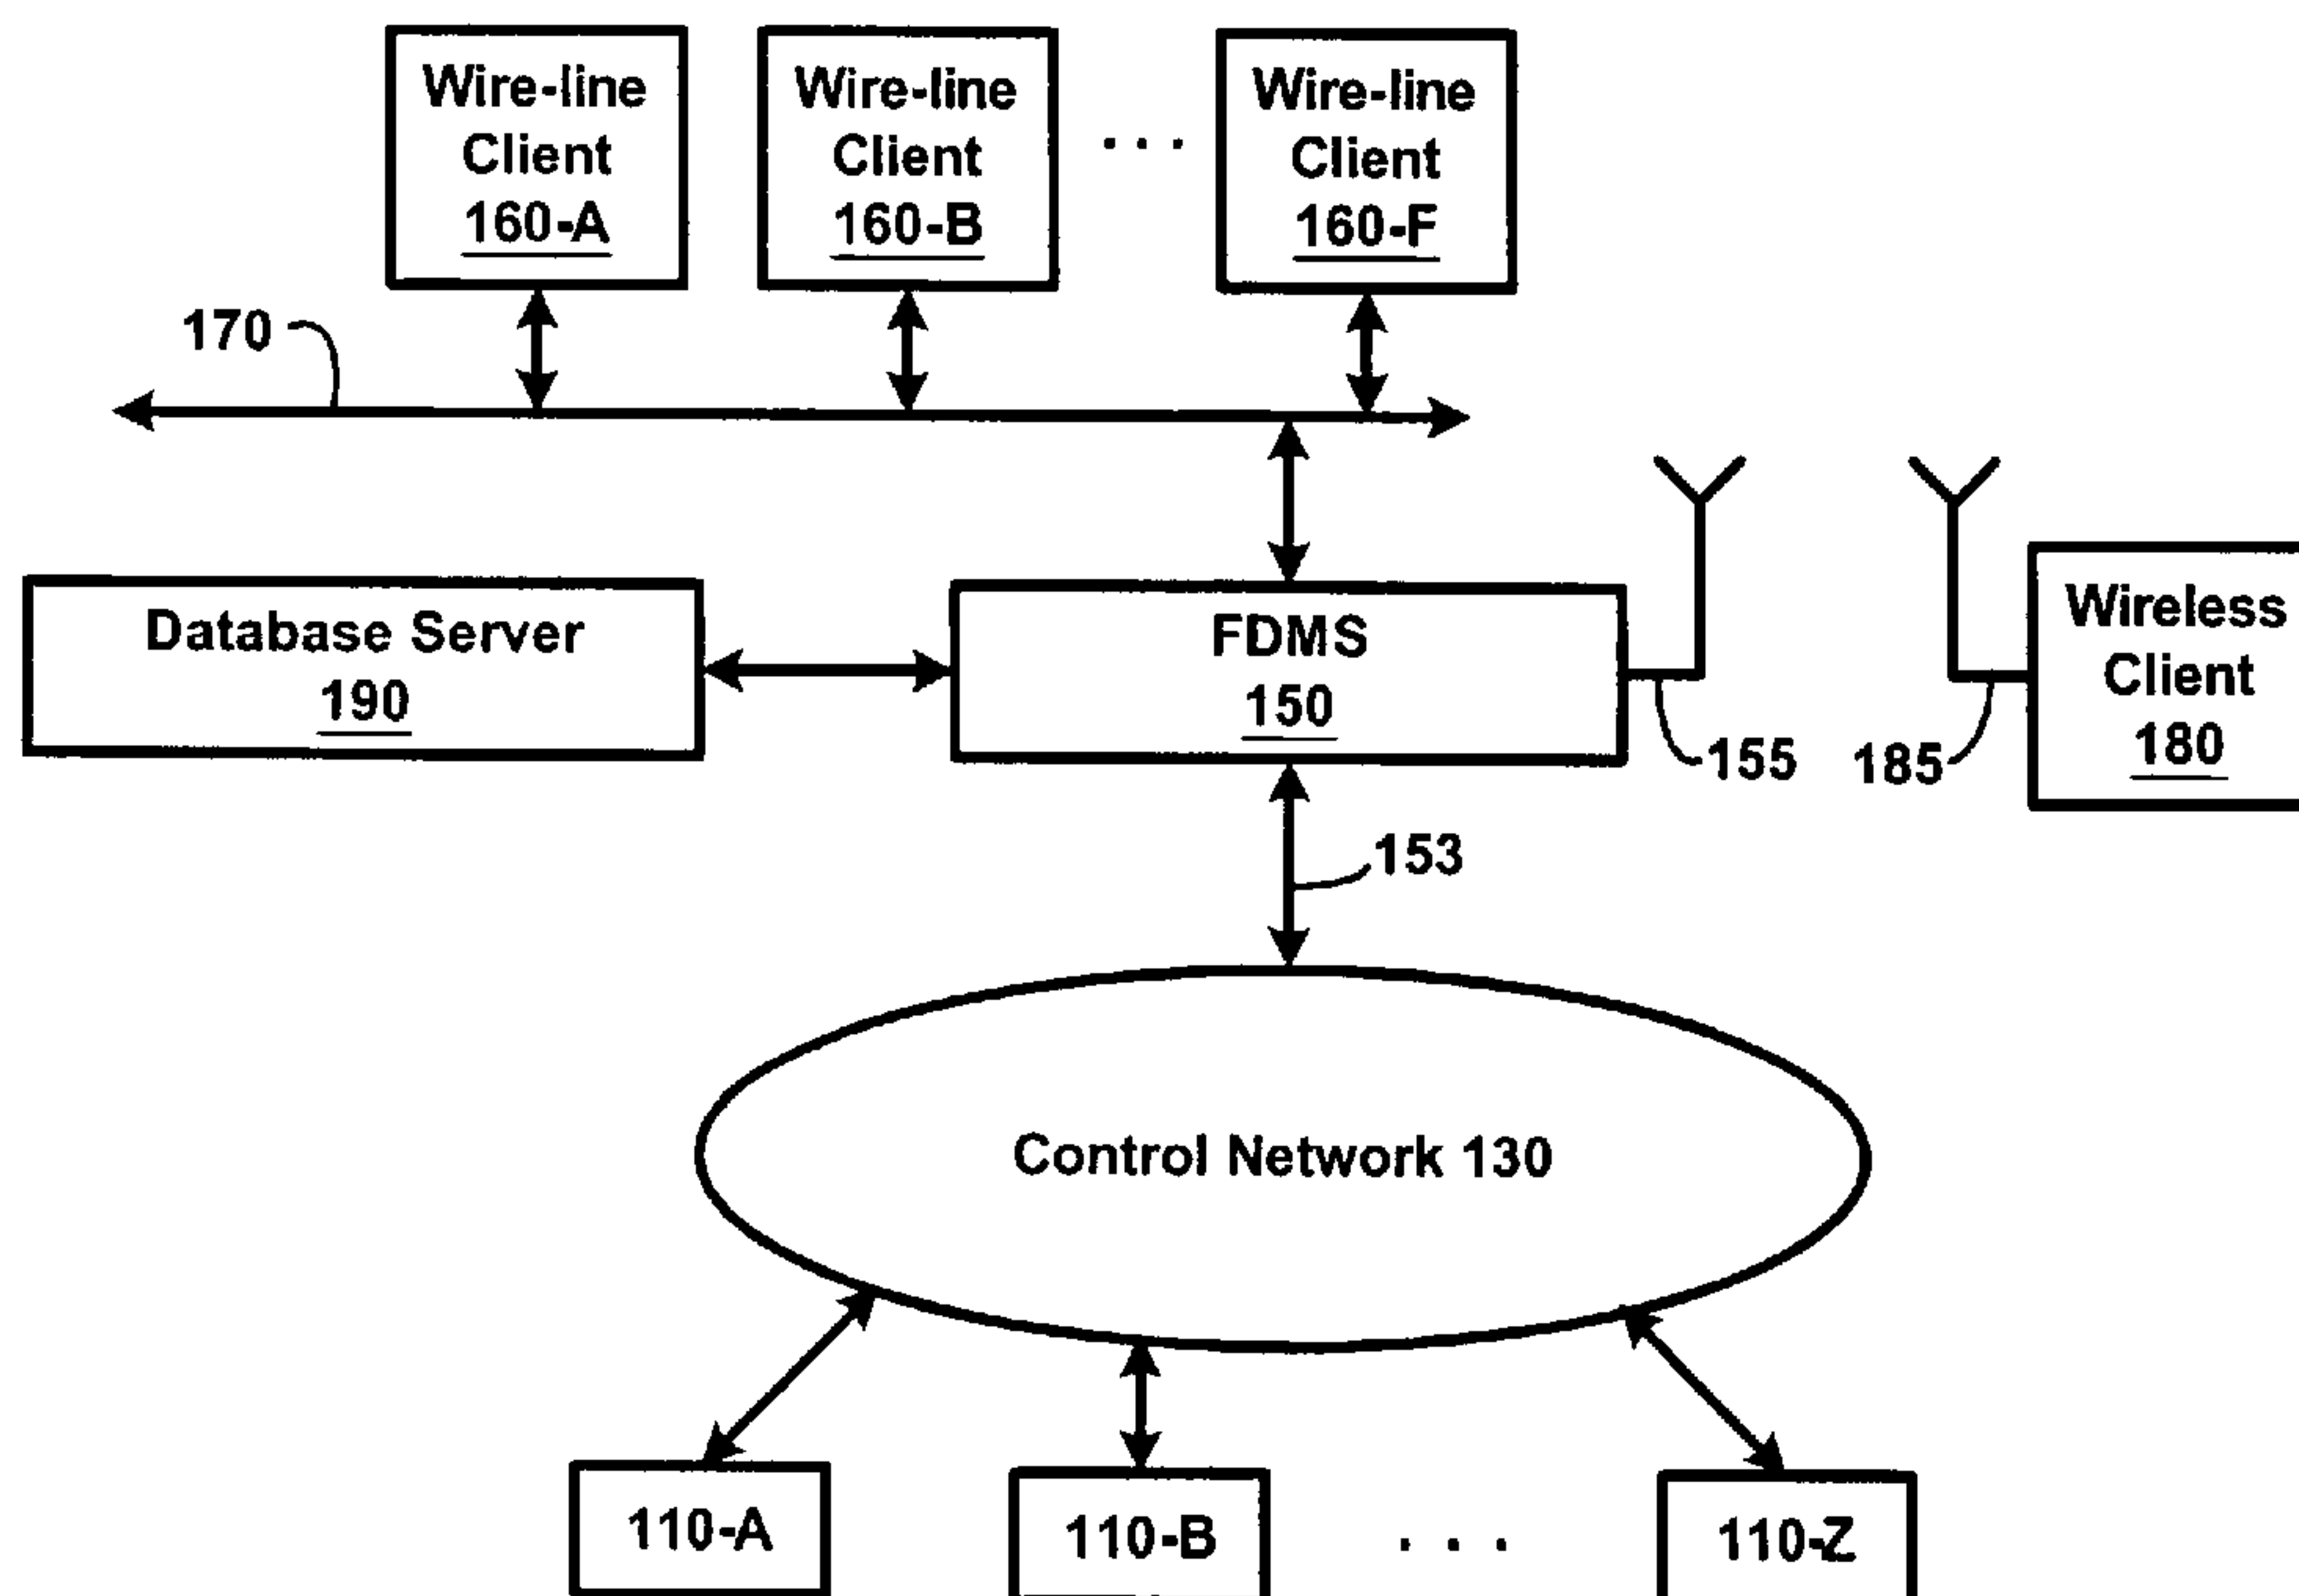 Wire-line
Client
160-A
Wire-line
Client
160-B
. . .
Wire-line
Client
160-F
170
Database Server
190
FDMS
150
155
185
Wireless
Client
180
153
Control Network 130
110-A
110-B
. . .
110-Z